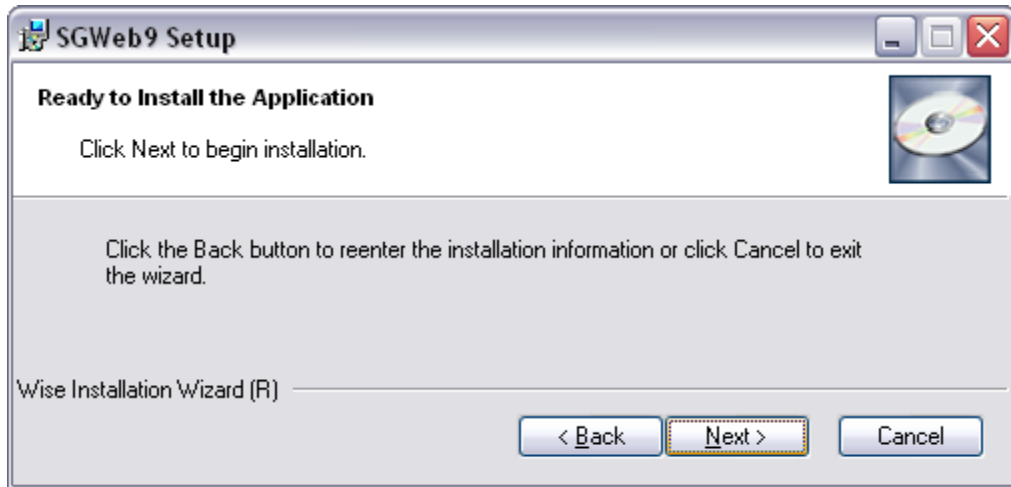 SGWeb9 Setup
Ready to Install the Application
Click Next to begin installation.
Click the Back button to reenter the installation information or click Cancel to exit
the wizard.
Wise Installation Wizard (R)
< Back
Next >
Cancel